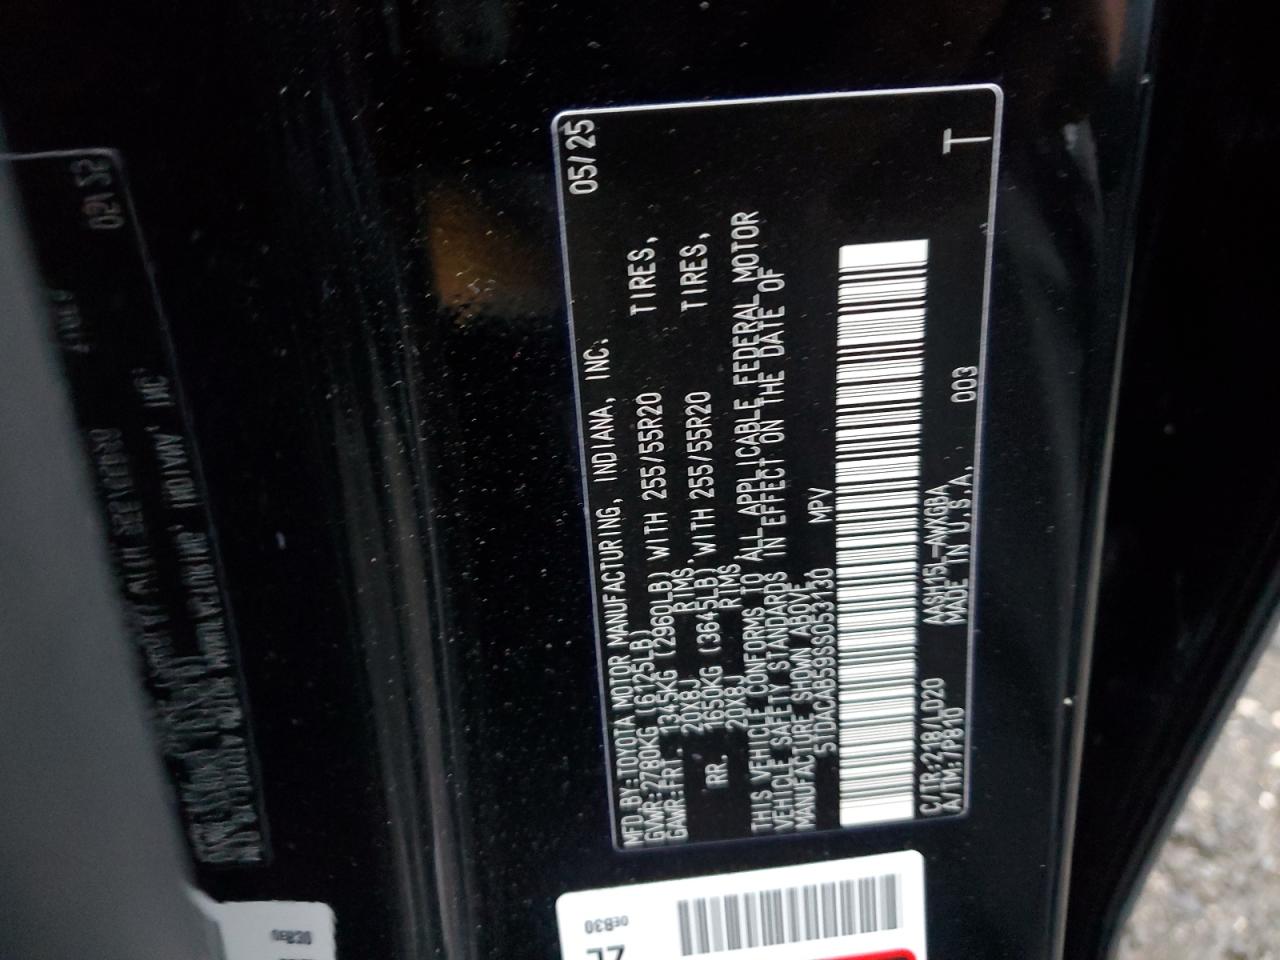 MFD BY:TOYOTA MOTOR MANUFACTURING, INDIANA, INC. 05/25
GVWR:2780KG (6125LB)
GAWR:FRT. 1345KG (2960LB) WITH 255/55R20 TIRES,
20X8J RIMS,
RR. 1650KG (3645LB) WITH 255/55R20 TIRES,
20X8J RIMS
THIS VEHICLE CONFORMS TO ALL APPLICABLE FEDERAL MOTOR
VEHICLE SAFETY STANDARDS IN EFFECT ON THE DATE OF
MANUFACTURE SHOWN ABOVE.
5TDACAB59SS053130 MPV
C/TR:218/LD20 AGH15L-AWXGBA
A/TM:/P810 MADE IN U.S.A. 003 T
0EB30